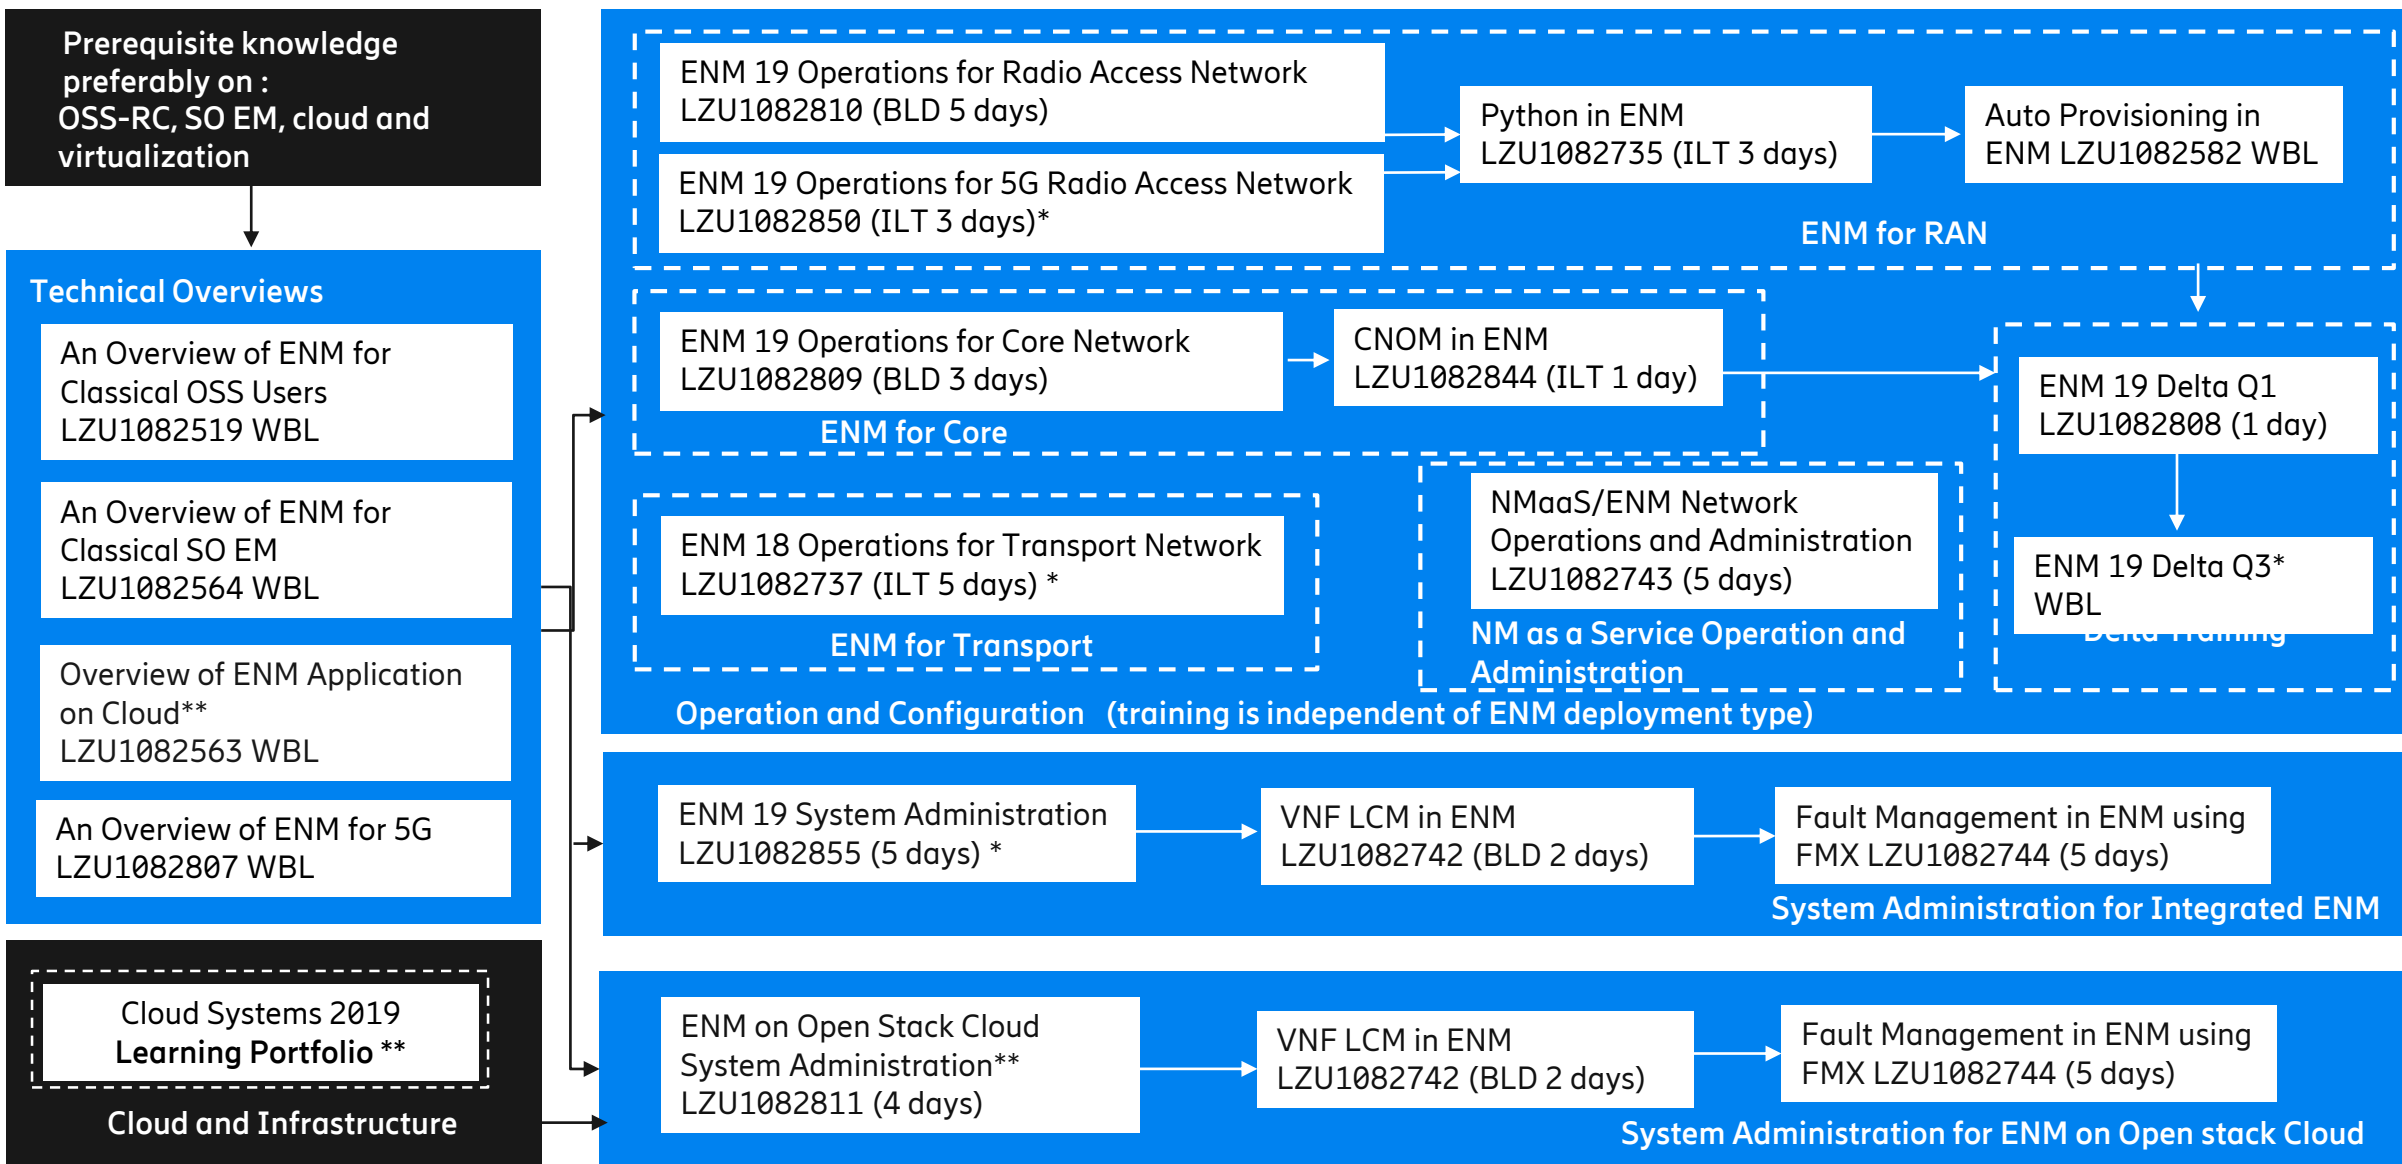 Prerequisite knowledge
preferably on :
OSS-RC, SO EM, cloud and
virtualization
Technical Overviews
An Overview of ENM for
Classical OSS Users
LZU1082519 WBL
An Overview of ENM for
Classical SO EM
LZU1082564 WBL
Overview of ENM Application
on Cloud**
LZU1082563 WBL
An Overview of ENM for 5G
LZU1082807 WBL
Cloud Systems 2019
Learning Portfolio **
Cloud and Infrastructure
ENM 19 Operations for Radio Access Network
LZU1082810 (BLD 5 days)
ENM 19 Operations for 5G Radio Access Network
LZU1082850 (ILT 3 days)*
Python in ENM
LZU1082735 (ILT 3 days)
Auto Provisioning in
ENM LZU1082582 WBL
ENM for RAN
ENM 19 Operations for Core Network
LZU1082809 (BLD 3 days)
CNOM in ENM
LZU1082844 (ILT 1 day)
ENM for Core
ENM 19 Delta Q1
LZU1082808 (1 day)
ENM 19 Delta Q3*
WBL
Delta Training
ENM 18 Operations for Transport Network
LZU1082737 (ILT 5 days) *
ENM for Transport
NMaaS/ENM Network
Operations and Administration
LZU1082743 (5 days)
NM as a Service Operation and
Administration
Operation and Configuration (training is independent of ENM deployment type)
ENM 19 System Administration
LZU1082855 (5 days) *
VNF LCM in ENM
LZU1082742 (BLD 2 days)
Fault Management in ENM using
FMX LZU1082744 (5 days)
System Administration for Integrated ENM
ENM on Open Stack Cloud
System Administration**
LZU1082811 (4 days)
VNF LCM in ENM
LZU1082742 (BLD 2 days)
Fault Management in ENM using
FMX LZU1082744 (5 days)
System Administration for ENM on Open stack Cloud